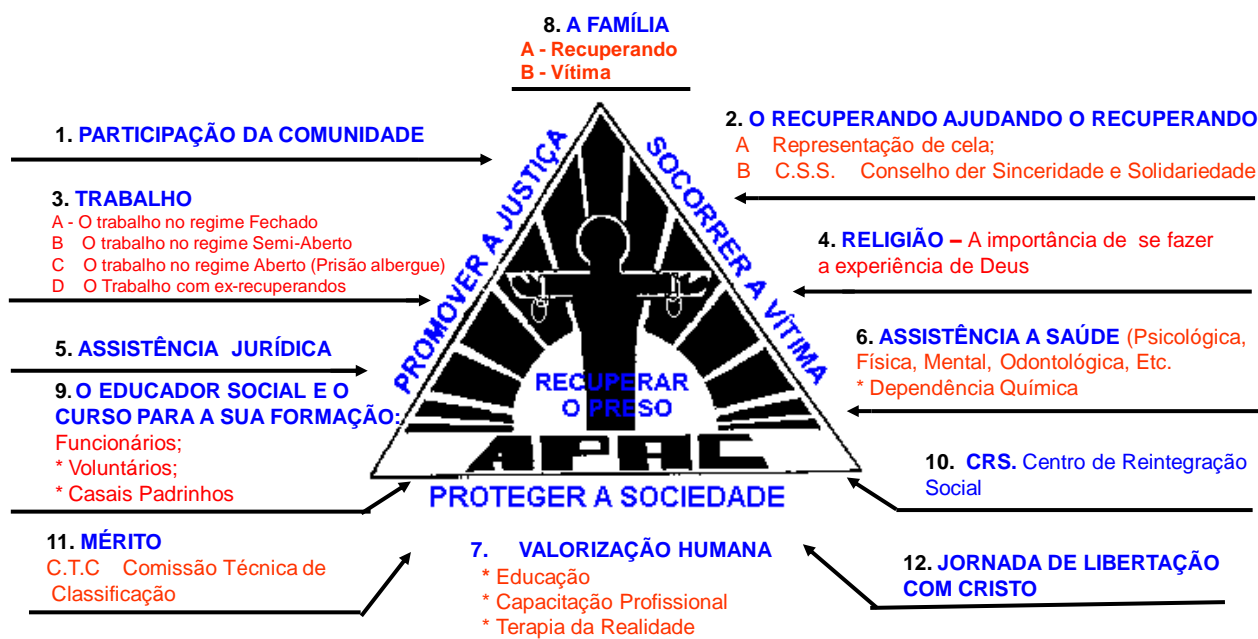 8. A FAMÍLIA
A - Recuperando
B - Vítima
1. PARTICIPAÇÃO DA COMUNIDADE
2. O RECUPERANDO AJUDANDO O RECUPERANDO
A Representação de cela;
B C.S.S. Conselho der Sinceridade e Solidariedade
3. TRABALHO
A - O trabalho no regime Fechado
B O trabalho no regime Semi-Aberto
C O trabalho no regime Aberto (Prisão albergue)
D O Trabalho com ex-recuperandos
4. RELIGIÃO – A importância de se fazer
a experiência de Deus
5. ASSISTÊNCIA JURÍDICA
6. ASSISTÊNCIA A SAÚDE (Psicológica,
Física, Mental, Odontológica, Etc.
* Dependência Química
PROMOVER A JUSTIÇA
SOCORRER A VÍTIMA
RECUPERAR
O PRESO
APAC
PROTEGER A SOCIEDADE
9. O EDUCADOR SOCIAL E O
CURSO PARA A SUA FORMAÇÃO:
Funcionários;
* Voluntários;
* Casais Padrinhos
10. CRS. Centro de Reintegração
Social
11. MÉRITO
C.T.C Comissão Técnica de
Classificação
7. VALORIZAÇÃO HUMANA
* Educação
* Capacitação Profissional
* Terapia da Realidade
12. JORNADA DE LIBERTAÇÃO
COM CRISTO